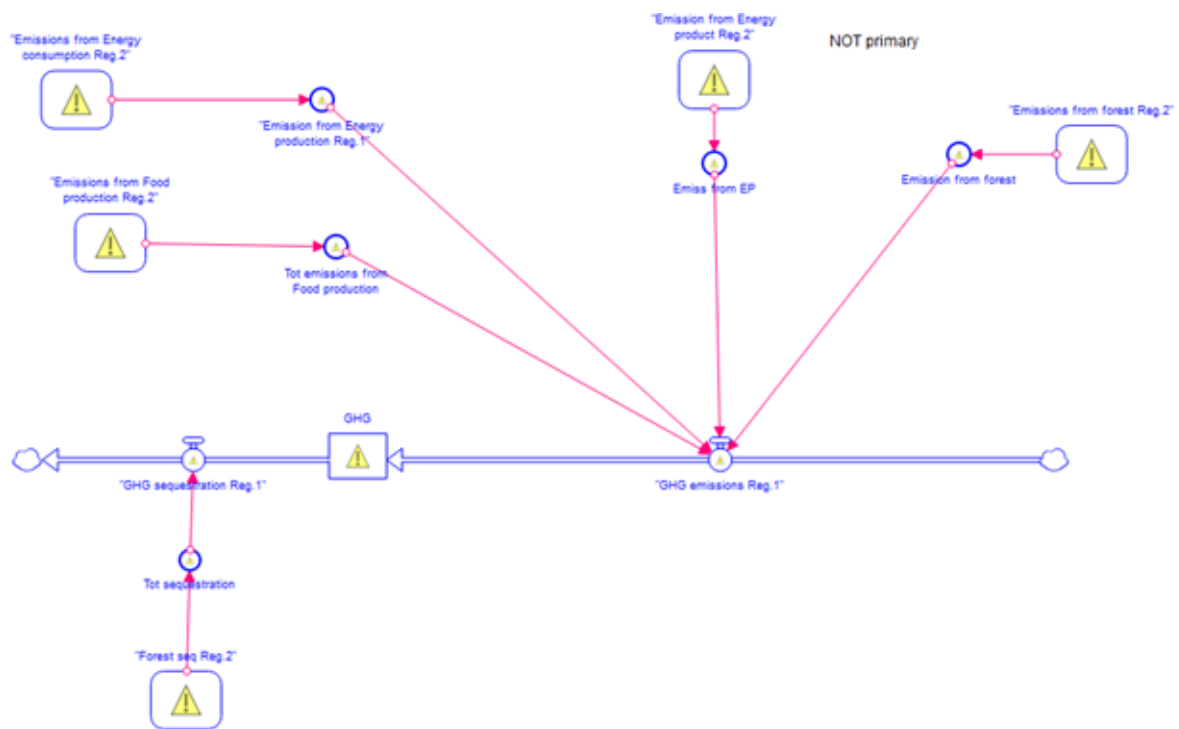 "Emission from Energy
product Reg.2"
NOT primary
"Emissions from Energy
consumption Reg.2"
"Emissions from forest Reg.2"
"Emission from Energy
production Reg.1"
"Emissions from Food
production Reg.2"
Emiss from EP
Emission from forest
Tot emissions from
Food production
GHG
"GHG sequestration Reg.1"
"GHG emissions Reg.1"
Tot sequestration
"Forest seq Reg.2"